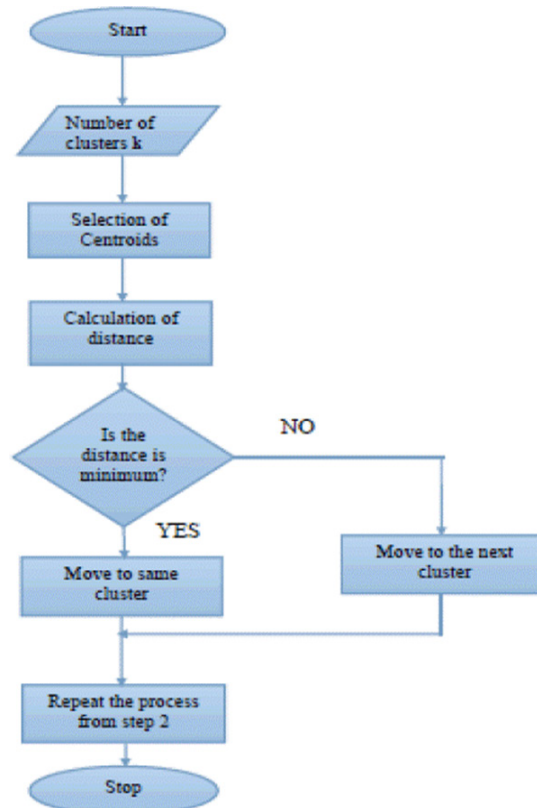 Start
Number of
clusters k
Selection of
Centroids
Calculation of
distance
Is the
distance is
minimum?
NO
YES
Move to same
cluster
Move to the next
cluster
Repeat the process
from step 2
Stop